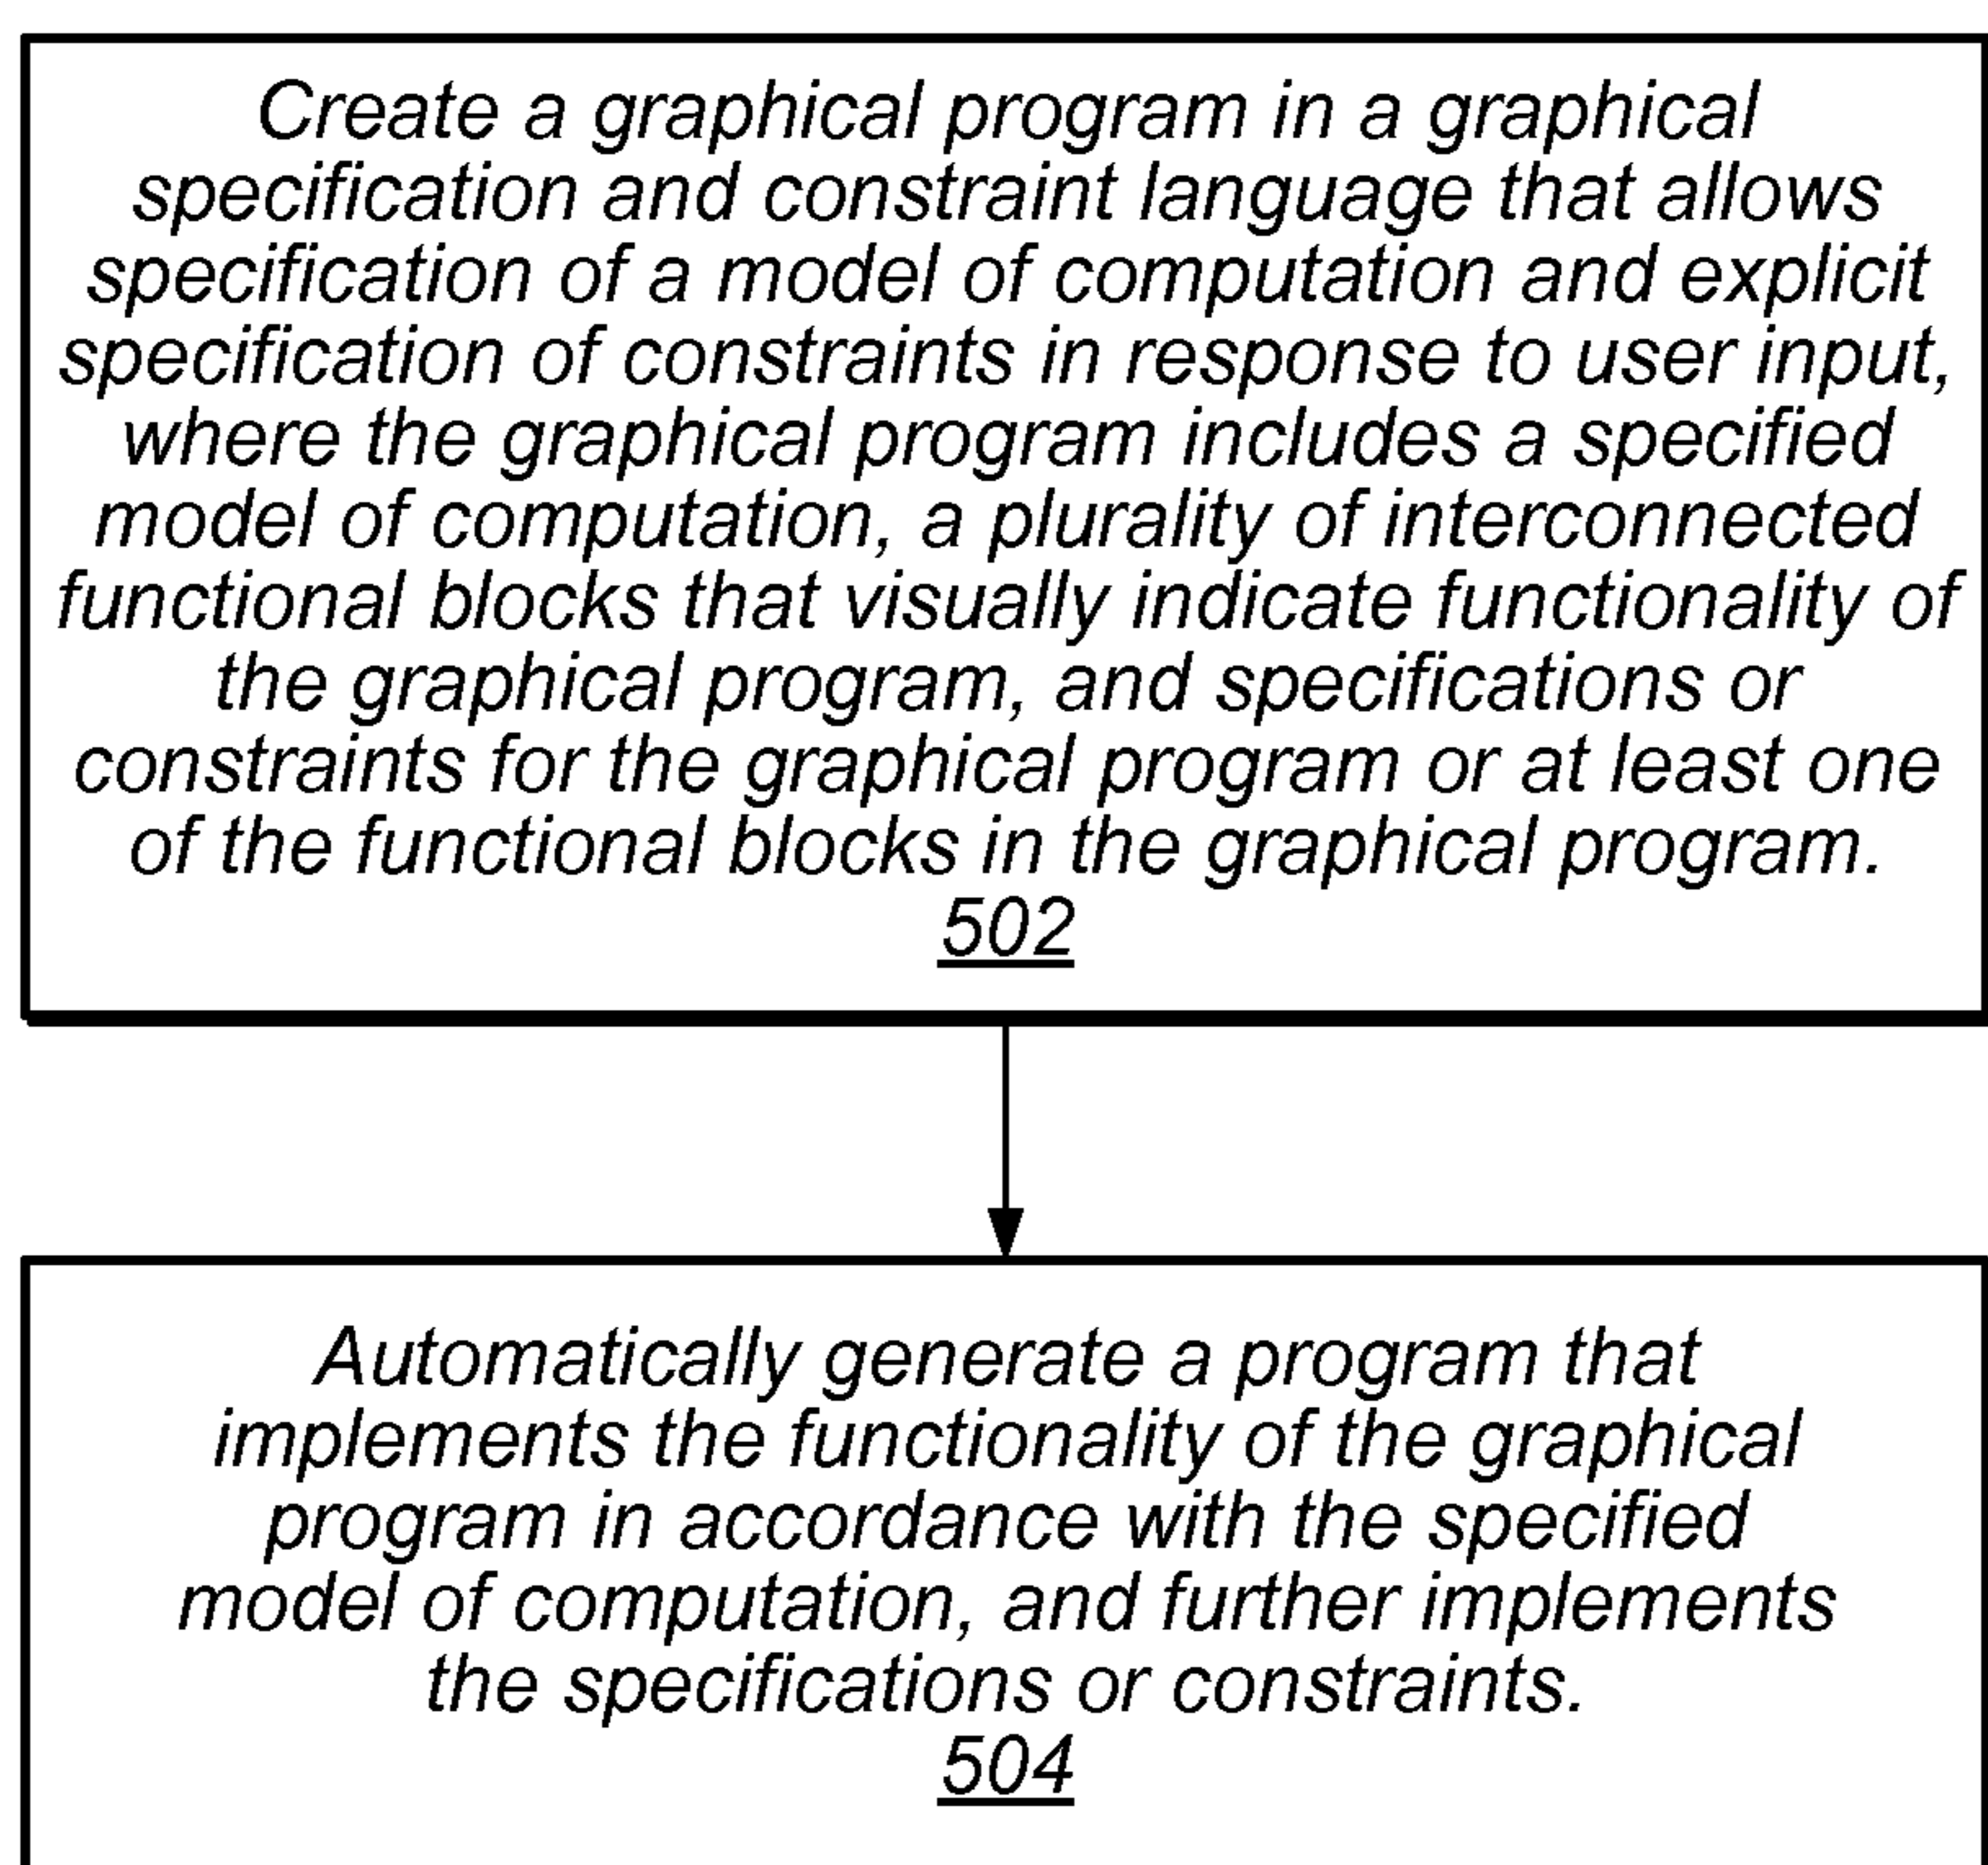 Create a graphical program in a graphical
specification and constraint language that allows
specification of a model of computation and explicit
specification of constraints in response to user input,
where the graphical program includes a specified
model of computation, a plurality of interconnected
functional blocks that visually indicate functionality of
the graphical program, and specifications or
constraints for the graphical program or at least one
of the functional blocks in the graphical program.
502
Automatically generate a program that
implements the functionality of the graphical
program in accordance with the specified
model of computation, and further implements
the specifications or constraints.
504